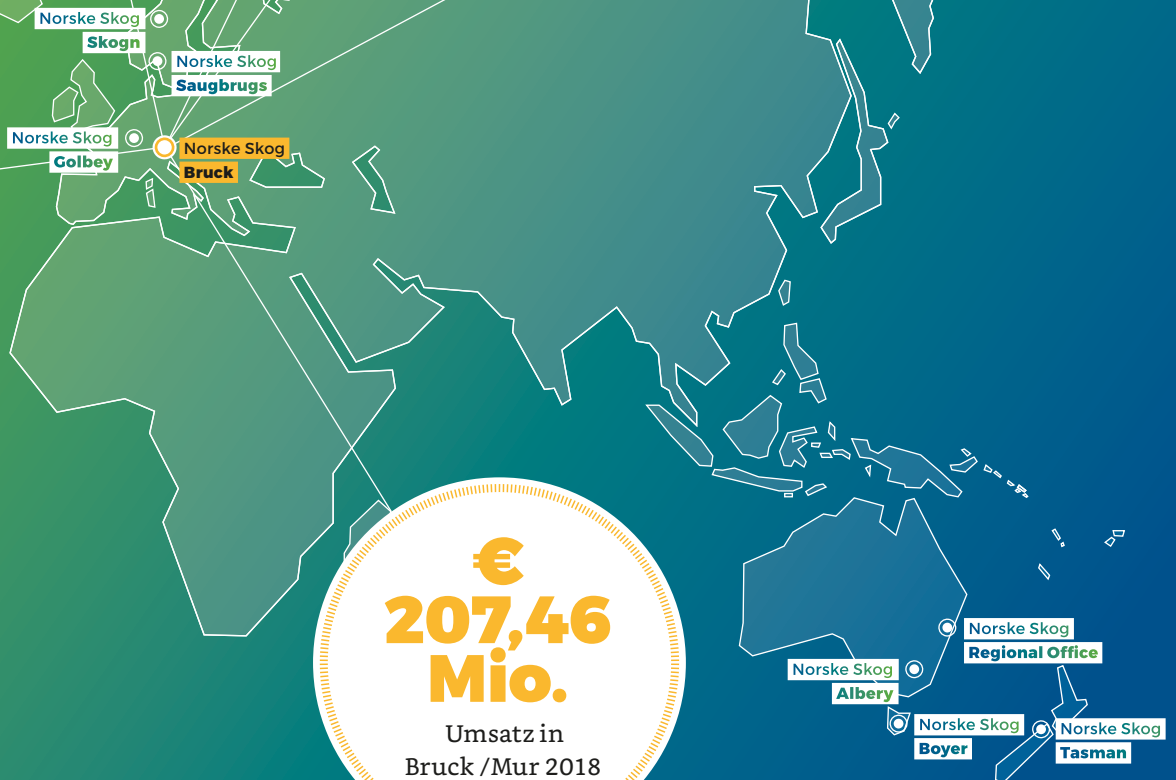 Norske Skog
Skogn
Norske Skog
Saugbrugs
Norske Skog
Golbey
Norske Skog
Bruck
€
207,46
Mio.
Umsatz in
Bruck /Mur 2018
Norske Skog
Regional Office
Norske Skog
Albery
Norske Skog
Boyer
Norske Skog
Tasman